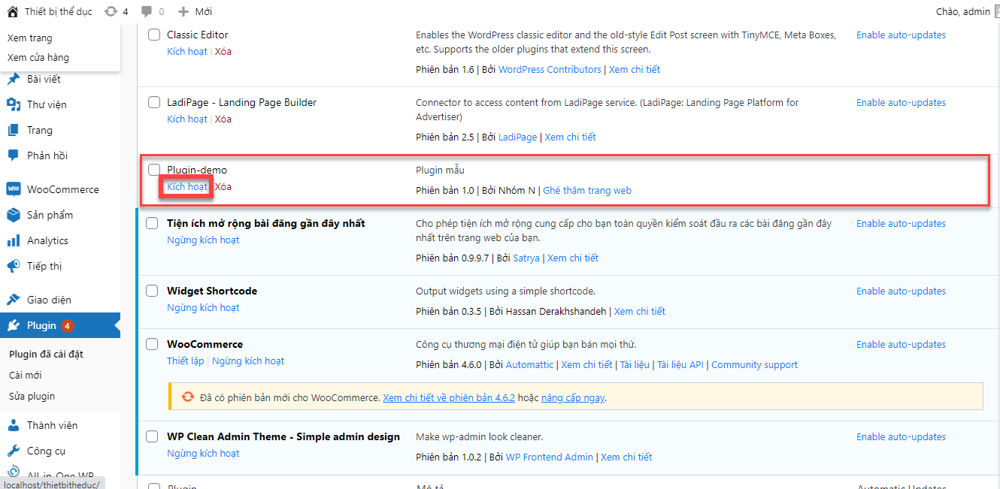 Thiết bị thể dục 4 0 Mới Chào, admin
Xem trang
Xem cửa hàng
Bài viết
Thư viện
Trang
Phản hồi
WooCommerce
Sản phẩm
Analytics
Tiếp thị
Giao diện
Plugin 4
Plugin đã cài đặt
Cài mới
Sửa plugin
Thành viên
Công cụ
All-in-One WP
localhost/thietbitheduc/
Classic Editor
Kích hoạt | Xóa
Enables the WordPress classic editor and the old-style Edit Post screen with TinyMCE, Meta Boxes,
etc. Supports the older plugins that extend this screen.
Phiên bản 1.6 | Bởi WordPress Contributors | Xem chi tiết
Enable auto-updates
LadiPage - Landing Page Builder
Kích hoạt | Xóa
Connector to access content from LadiPage service. (LadiPage: Landing Page Platform for
Advertiser)
Phiên bản 2.5 | Bởi LadiPage | Xem chi tiết
Enable auto-updates
Plugin-demo
Kích hoạt Xóa
Plugin mẫu
Phiên bản 1.0 | Bởi Nhóm N | Ghé thăm trang web
Tiện ích mở rộng bài đăng gần đây nhất
Ngừng kích hoạt
Cho phép tiện ích mở rộng cung cấp cho bạn toàn quyền kiểm soát đầu ra các bài đăng gần đây
nhất trên trang web của bạn.
Phiên bản 0.9.9.7 | Bởi Satrya | Xem chi tiết
Enable auto-updates
Widget Shortcode
Ngừng kích hoạt
Output widgets using a simple shortcode.
Phiên bản 0.3.5 | Bởi Hassan Derakhshandeh | Xem chi tiết
Enable auto-updates
WooCommerce
Thiết lập | Ngừng kích hoạt
Công cụ thương mại điện tử giúp bạn bán mọi thứ.
Phiên bản 4.6.0 | Bởi Automattic | Xem chi tiết | Tài liệu | Tài liệu API | Community support
Enable auto-updates
Đã có phiên bản mới cho WooCommerce. Xem chi tiết về phiên bản 4.6.2 hoặc nâng cấp ngay.
WP Clean Admin Theme - Simple admin design
Ngừng kích hoạt
Make wp-admin look cleaner.
Phiên bản 1.0.2 | Bởi WP Frontend Admin | Xem chi tiết
Enable auto-updates
Plugin Mô tả Automatic Updates